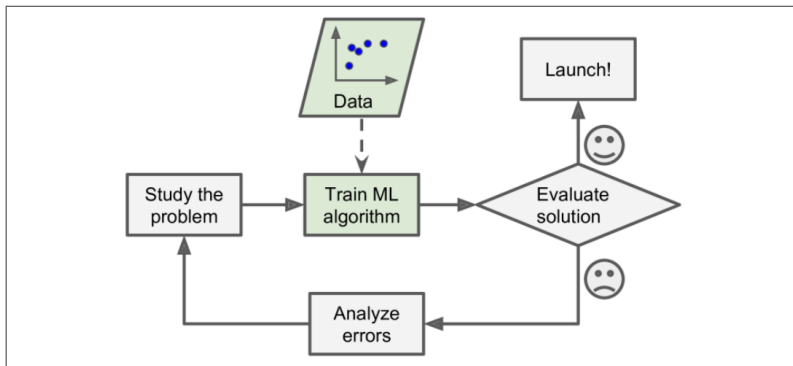 Data
Launch!
Study the
problem
Train ML
algorithm
Evaluate
solution
Analyze
errors